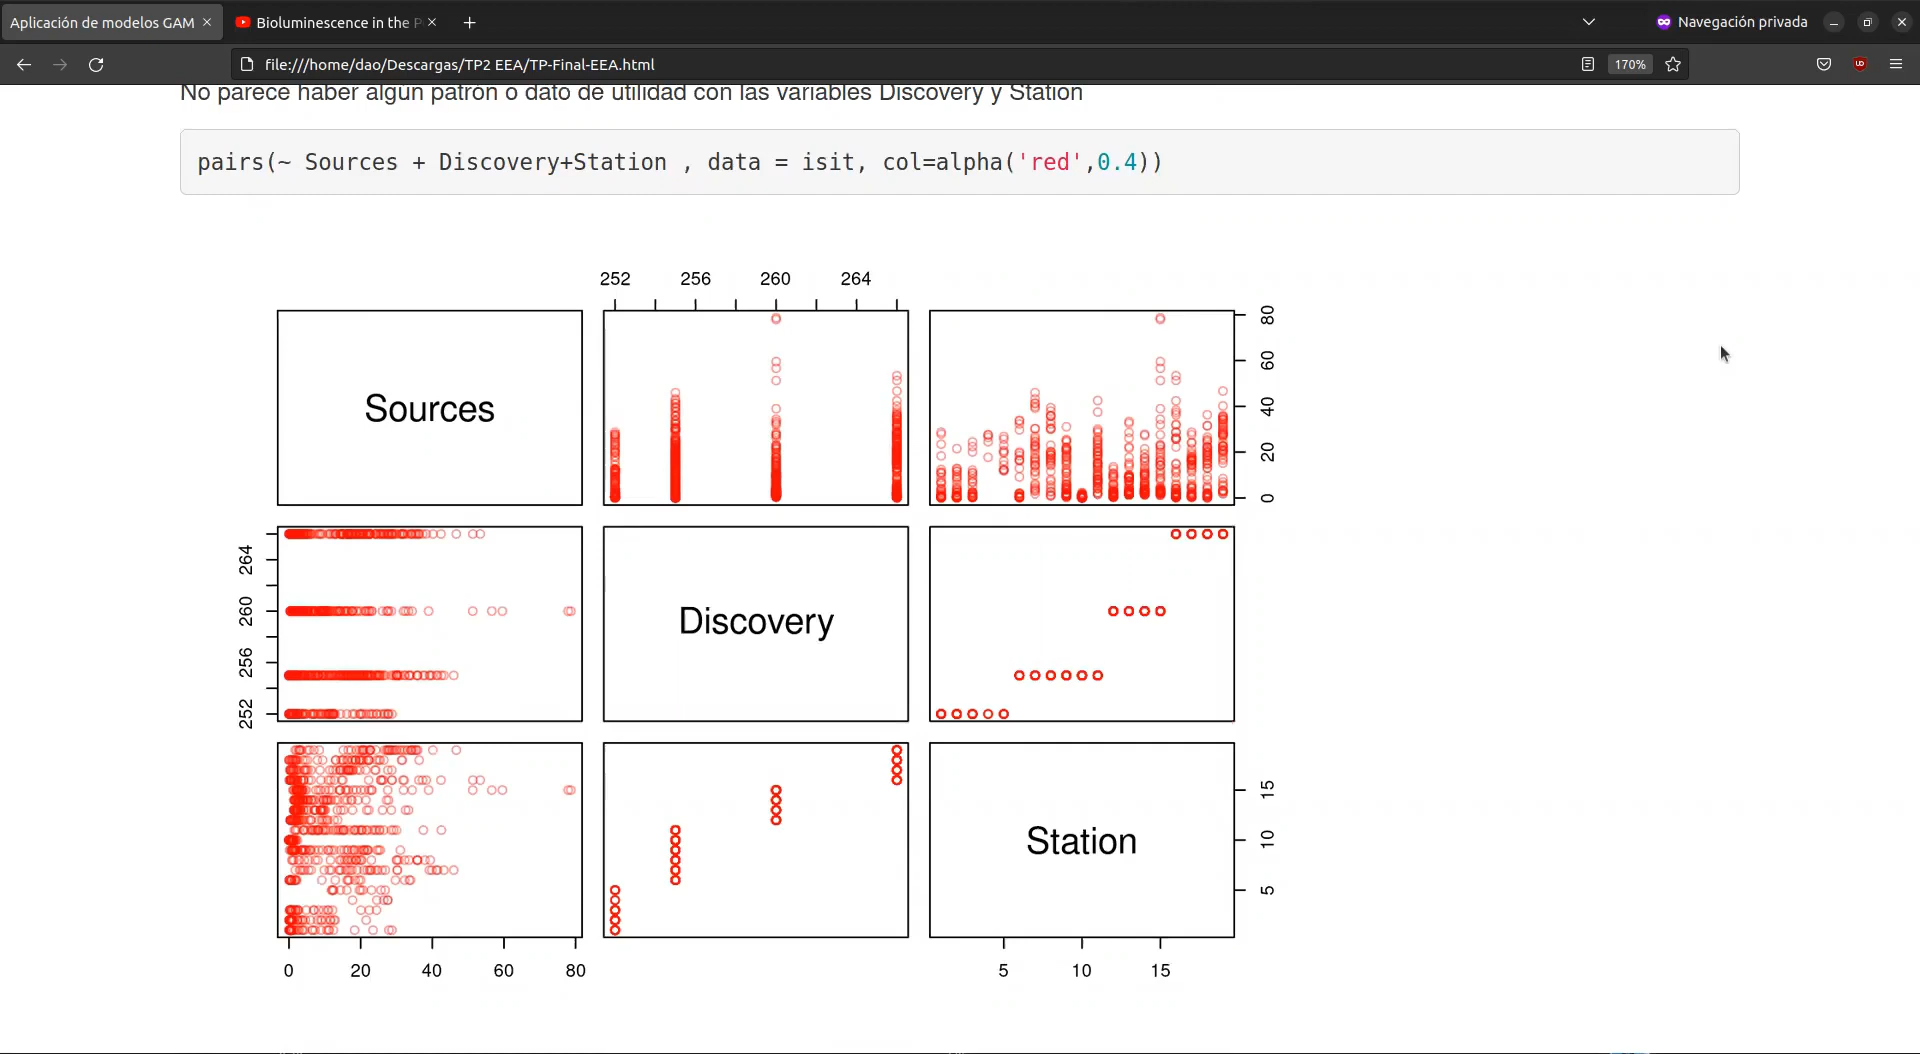 Aplicación de modelos GAM
Bioluminescence in the P
Navegación privada
file:///home/dao/Descargas/TP2 EEA/TP-Final-EEA.html
170%
No parece haber algún patrón o dato de utilidad con las variables Discovery y Station
pairs(~ Sources + Discovery+Station , data = isit, col=alpha('red',0.4))
252 256 260 264
Sources
0 20 40 60 80
252 256 260 264
Discovery
Station
5 10 15
0 20 40 60 80
5 10 15